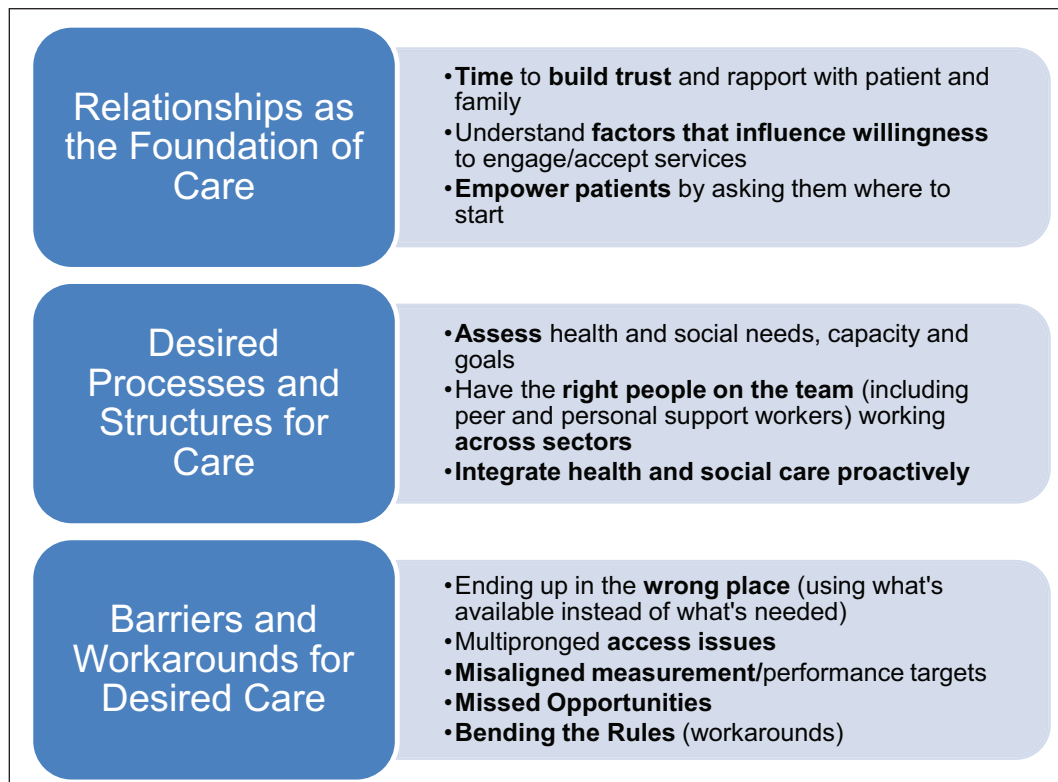 Relationships as
the Foundation of
Care
•Time to build trust and rapport with patient and
family
•Understand factors that influence willingness
to engage/accept services
•Empower patients by asking them where to
start
Desired
Processes and
Structures for
Care
•Assess health and social needs, capacity and
goals
•Have the right people on the team (including
peer and personal support workers) working
across sectors
•Integrate health and social care proactively
Barriers and
Workarounds for
Desired Care
•Ending up in the wrong place (using what's
available instead of what's needed)
•Multipronged access issues
•Misaligned measurement/performance targets
•Missed Opportunities
•Bending the Rules (workarounds)